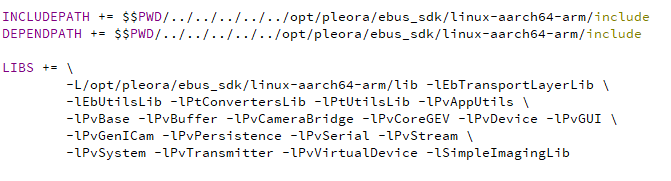 INCLUDEPATH += $$PWD/../../../../../opt/pleora/ebus_sdk/linux-aarch64-arm/include
DEPENDPATH += $$PWD/../../../../../opt/pleora/ebus_sdk/linux-aarch64-arm/include
LIBS += \
-L/opt/pleora/ebus_sdk/linux-aarch64-arm/lib -lEbTransportLayerLib \
-lEbUtilsLib -lPtConvertersLib -lPtUtilsLib -lPvAppUtils \
-lPvBase -lPvBuffer -lPvCameraBridge -lPvCoreGEV -lPvDevice -lPvGUI \
-lPvGenICam -lPvPersistence -lPvSerial -lPvStream \
-lPvSystem -lPvTransmitter -lPvVirtualDevice -lSimpleImagingLib